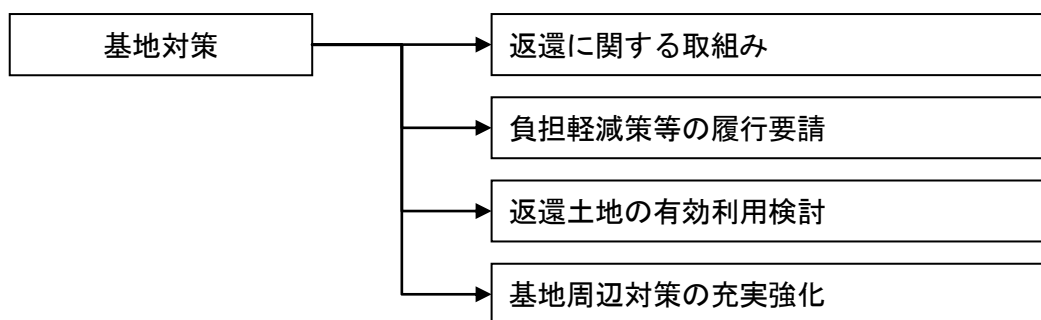 基地対策
返還に関する取組み
負担軽減策等の履行要請
返還土地の有効利用検討
基地周辺対策の充実強化